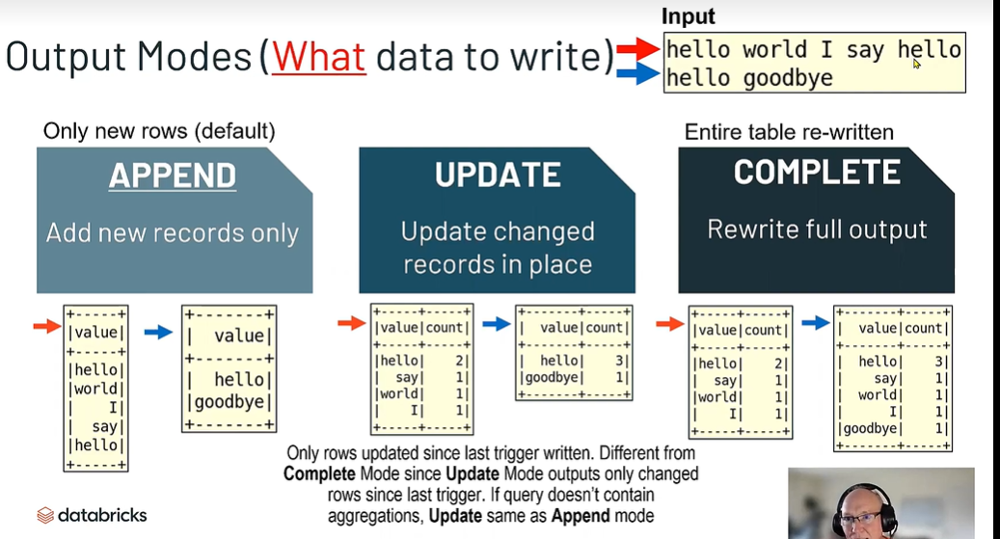 Input
Output Modes (What data to write)
hello world I say hello
hello goodbye
Only new rows (default)
APPEND
Add new records only
UPDATE
Update changed
records in place
Entire table re-written
COMPLETE
Rewrite full output
+-----+
|value|
+-----+
|hello|
|world|
|    I|
|  say|
|hello|
+-----+
+-------+
|  value|
+-------+
|  hello|
|goodbye|
+-------+
+-----+-----+
|value|count|
+-----+-----+
|hello|    2|
|  say|    1|
|world|    1|
|    I|    1|
+-----+-----+
+-------+-----+
|  value|count|
+-------+-----+
|  hello|    3|
|goodbye|    1|
+-------+-----+
+-----+-----+
|value|count|
+-----+-----+
|hello|    2|
|  say|    1|
|world|    1|
|    I|    1|
+-----+-----+
+-------+-----+
|  value|count|
+-------+-----+
|  hello|    3|
|    say|    1|
|  world|    1|
|      I|    1|
|goodbye|    1|
+-------+-----+
Only rows updated since last trigger written. Different from
Complete Mode since Update Mode outputs only changed
rows since last trigger. If query doesn't contain
aggregations, Update same as Append mode
databricks